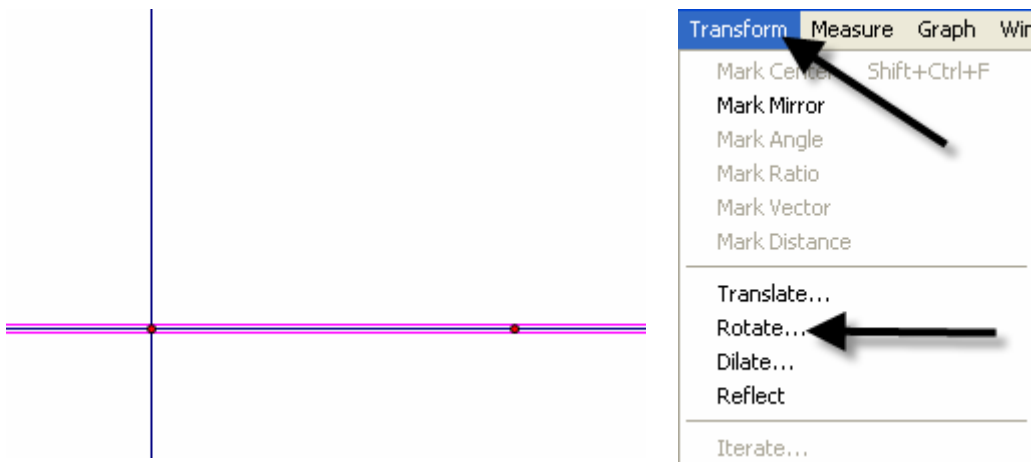 Transform Measure Graph Wir
Mark Center Shift+Ctrl+F
Mark Mirror
Mark Angle
Mark Ratio
Mark Vector
Mark Distance
Translate...
Rotate...
Dilate...
Reflect
Iterate...